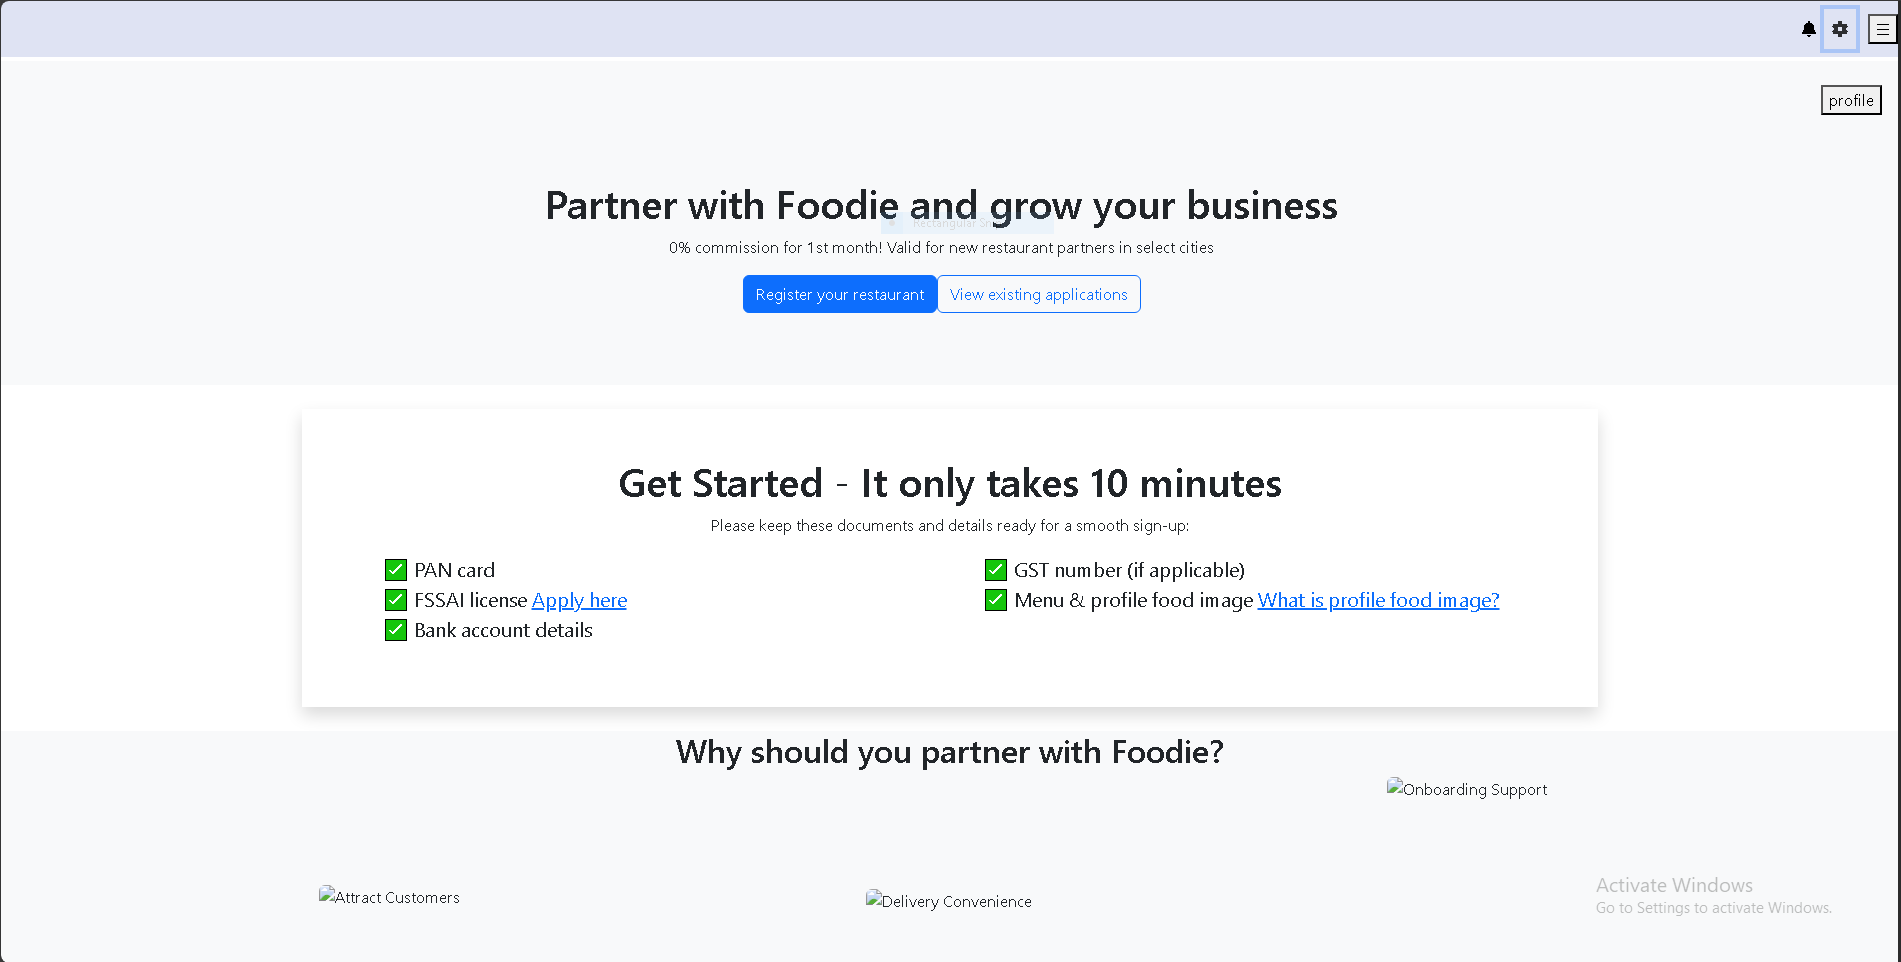 profile
Partner with Foodie and grow your business
Rectangular Sn
0% commission for 1st month! Valid for new restaurant partners in select cities
Register your restaurant
View existing applications
Get Started - It only takes 10 minutes
Please keep these documents and details ready for a smooth sign-up:
✅ PAN card
✅ FSSAI license Apply here
✅ Bank account details
✅ GST number (if applicable)
✅ Menu & profile food image What is profile food image?
Why should you partner with Foodie?
Onboarding Support
Attract Customers
Delivery Convenience
Activate Windows
Go to Settings to activate Windows.